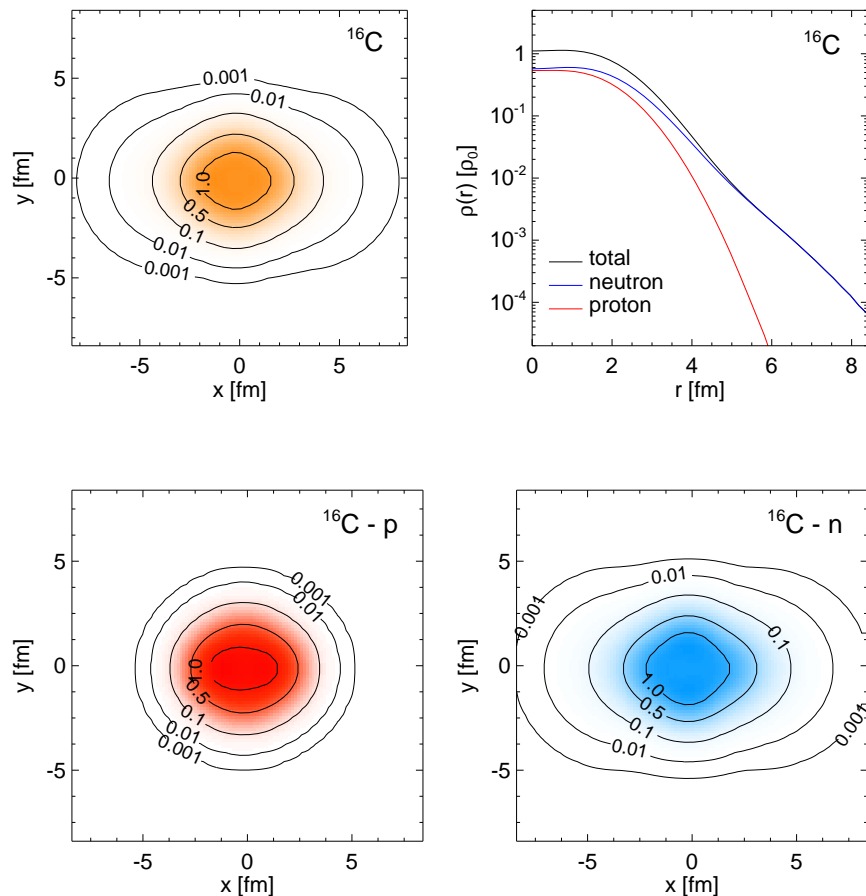 ¹⁶C
5
0
-5
y [fm]
0.001
0.01
1.0
0.5
0.1
0.01
0.001
-5 0 5
x [fm]
¹⁶C
1
10⁻¹
10⁻²
10⁻³
10⁻⁴
ρ(r) [ρ₀]
total
neutron
proton
0 2 4 6 8
r [fm]
¹⁶C - p
5
0
-5
y [fm]
0.001
0.01
1.0
0.5
0.1
0.01
0.001
-5 0 5
x [fm]
¹⁶C - n
5
0
-5
y [fm]
0.001
0.01
0.1
1.0
0.5
0.1
0.01
0.001
-5 0 5
x [fm]